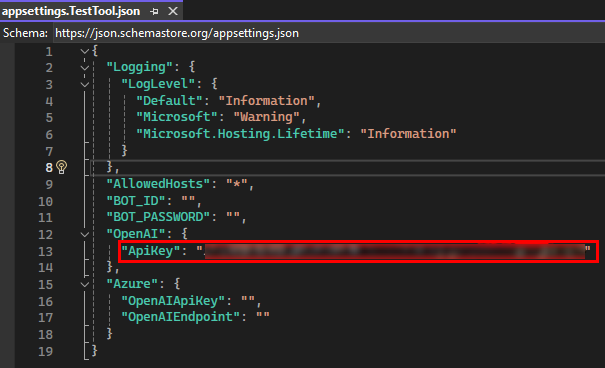 appsettings.TestTool.json
Schema: https://json.schemastore.org/appsettings.json
1 {
2 "Logging": {
3 "LogLevel": {
4 "Default": "Information",
5 "Microsoft": "Warning",
6 "Microsoft.Hosting.Lifetime": "Information"
7 }
8 },
9 "AllowedHosts": "*",
10 "BOT_ID": "",
11 "BOT_PASSWORD": "",
12 "OpenAI": {
13 "ApiKey": " "
14 },
15 "Azure": {
16 "OpenAIApiKey": "",
17 "OpenAIEndpoint": ""
18 }
19 }